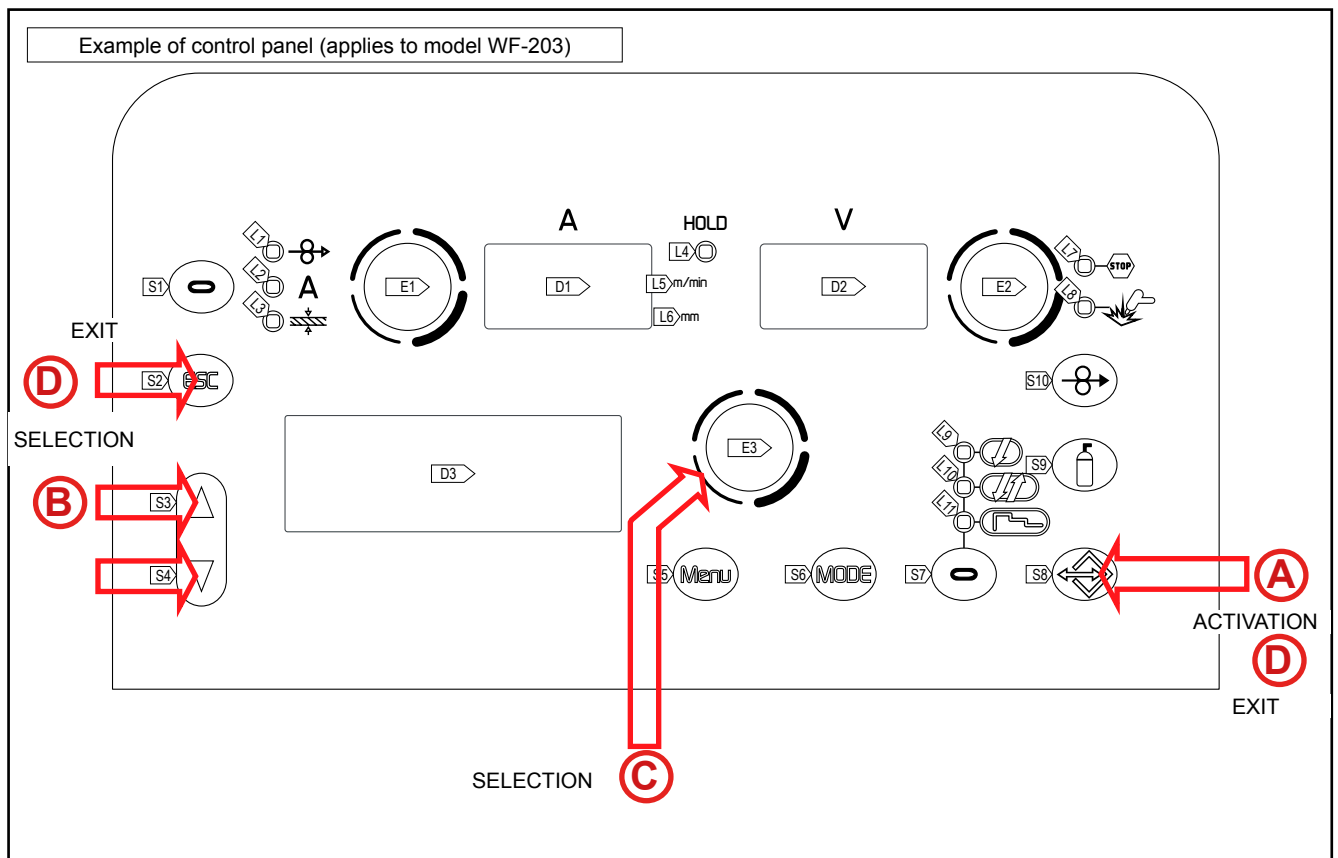 Example of control panel (applies to model WF-203)
A HOLD V
L1 L4 L7
STOP
L2 A
S1 E1 D1 L5 m/min D2 E2 L8
L3 L6 mm
EXIT
D S2 ESC S10
SELECTION
L9
E3
D3 L10 S9
B S3
L11
S4 S5 Menu S6 MODE S7 S8 A
ACTIVATION
D
EXIT
SELECTION C